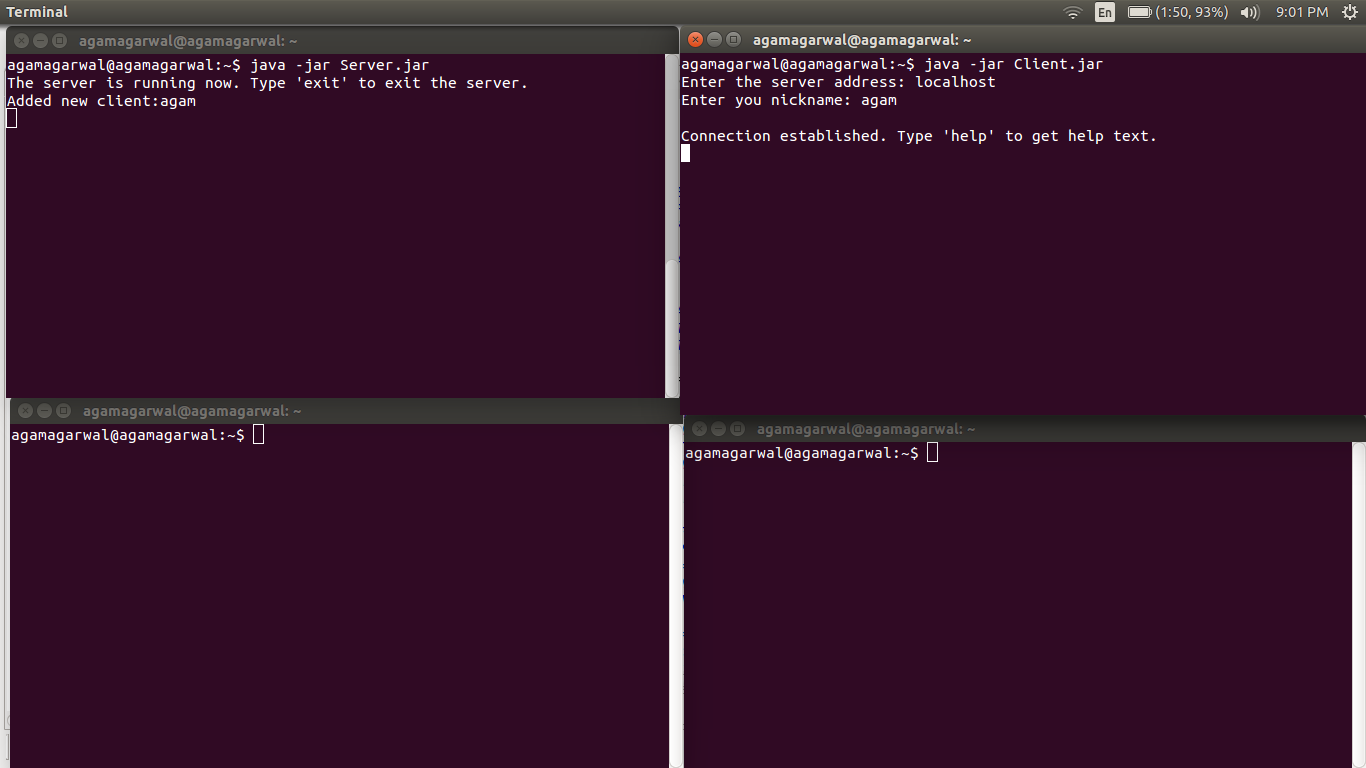 Terminal
En
(1:50, 93%)
9:01 PM
agamagarwal@agamagarwal: ~
agamagarwal@agamagarwal:~$ java -jar Server.jar
The server is running now. Type 'exit' to exit the server.
Added new client:agam
agamagarwal@agamagarwal: ~
agamagarwal@agamagarwal:~$ java -jar Client.jar
Enter the server address: localhost
Enter you nickname: agam
Connection established. Type 'help' to get help text.
agamagarwal@agamagarwal: ~
agamagarwal@agamagarwal:~$
agamagarwal@agamagarwal: ~
agamagarwal@agamagarwal:~$